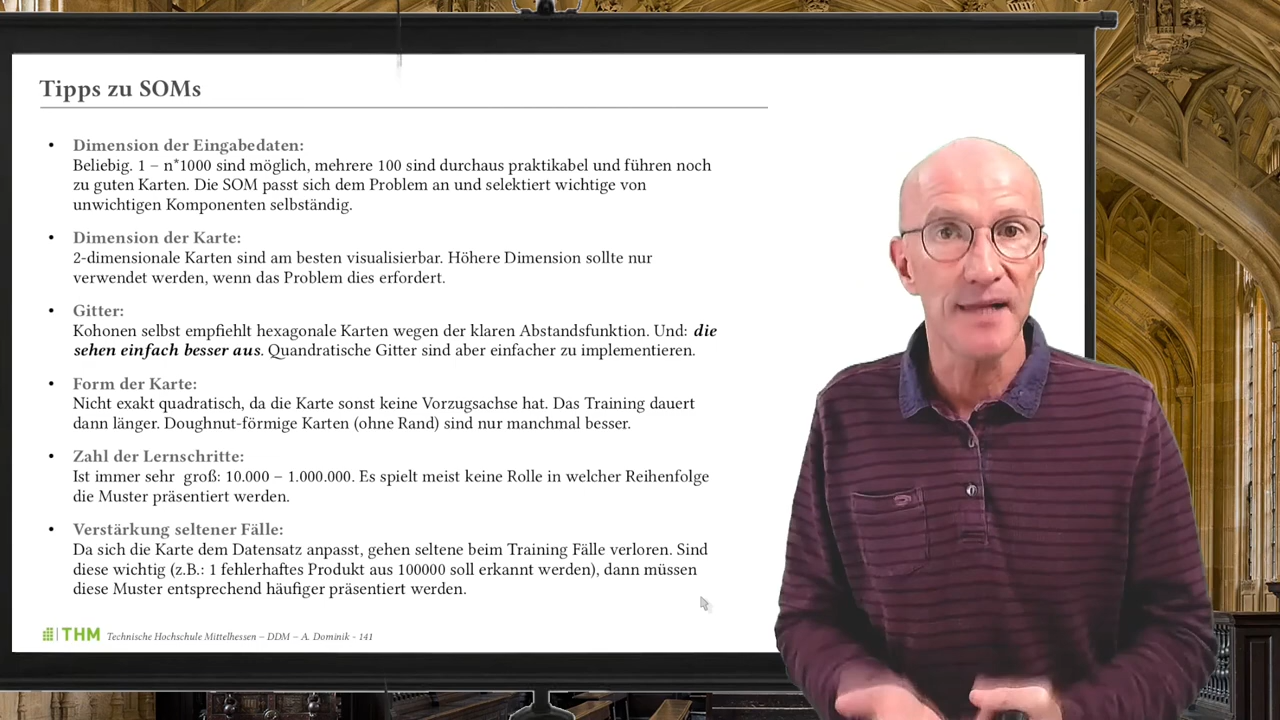 Tipps zu SOMs
• Dimension der Eingabedaten:
Beliebig. 1 – n*1000 sind möglich, mehrere 100 sind durchaus praktikabel und führen noch
zu guten Karten. Die SOM passt sich dem Problem an und selektiert wichtige von
unwichtigen Komponenten selbständig.
• Dimension der Karte:
2-dimensionale Karten sind am besten visualisierbar. Höhere Dimension sollte nur
verwendet werden, wenn das Problem dies erfordert.
• Gitter:
Kohonen selbst empfiehlt hexagonale Karten wegen der klaren Abstandsfunktion. Und: die
sehen einfach besser aus. Quandratische Gitter sind aber einfacher zu implementieren.
• Form der Karte:
Nicht exakt quadratisch, da die Karte sonst keine Vorzugsachse hat. Das Training dauert
dann länger. Doughnut-förmige Karten (ohne Rand) sind nur manchmal besser.
• Zahl der Lernschritte:
Ist immer sehr groß: 10.000 – 1.000.000. Es spielt meist keine Rolle in welcher Reihenfolge
die Muster präsentiert werden.
• Verstärkung seltener Fälle:
Da sich die Karte dem Datensatz anpasst, gehen seltene beim Training Fälle verloren. Sind
diese wichtig (z.B.: 1 fehlerhaftes Produkt aus 100000 soll erkannt werden), dann müssen
diese Muster entsprechend häufiger präsentiert werden.
THM Technische Hochschule Mittelhessen – DDM – A. Dominik - 141